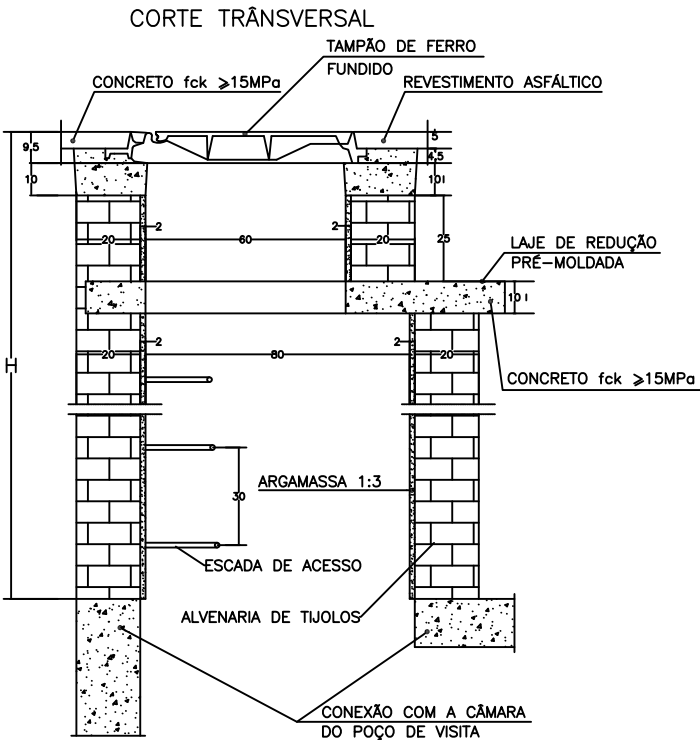 CORTE TRÂNSVERSAL
TAMPÃO DE FERRO
FUNDIDO
CONCRETO fck ⩾15MPa
REVESTIMENTO ASFÁLTICO
9.5
5
4.5
10
10
2
2
20
60
20
25
LAJE DE REDUÇÃO
PRÉ-MOLDADA
10
H
2
2
20
80
20
CONCRETO fck ⩾15MPa
ARGAMASSA 1:3
30
ESCADA DE ACESSO
ALVENARIA DE TIJOLOS
CONEXÃO COM A CÂMARA
DO POÇO DE VISITA